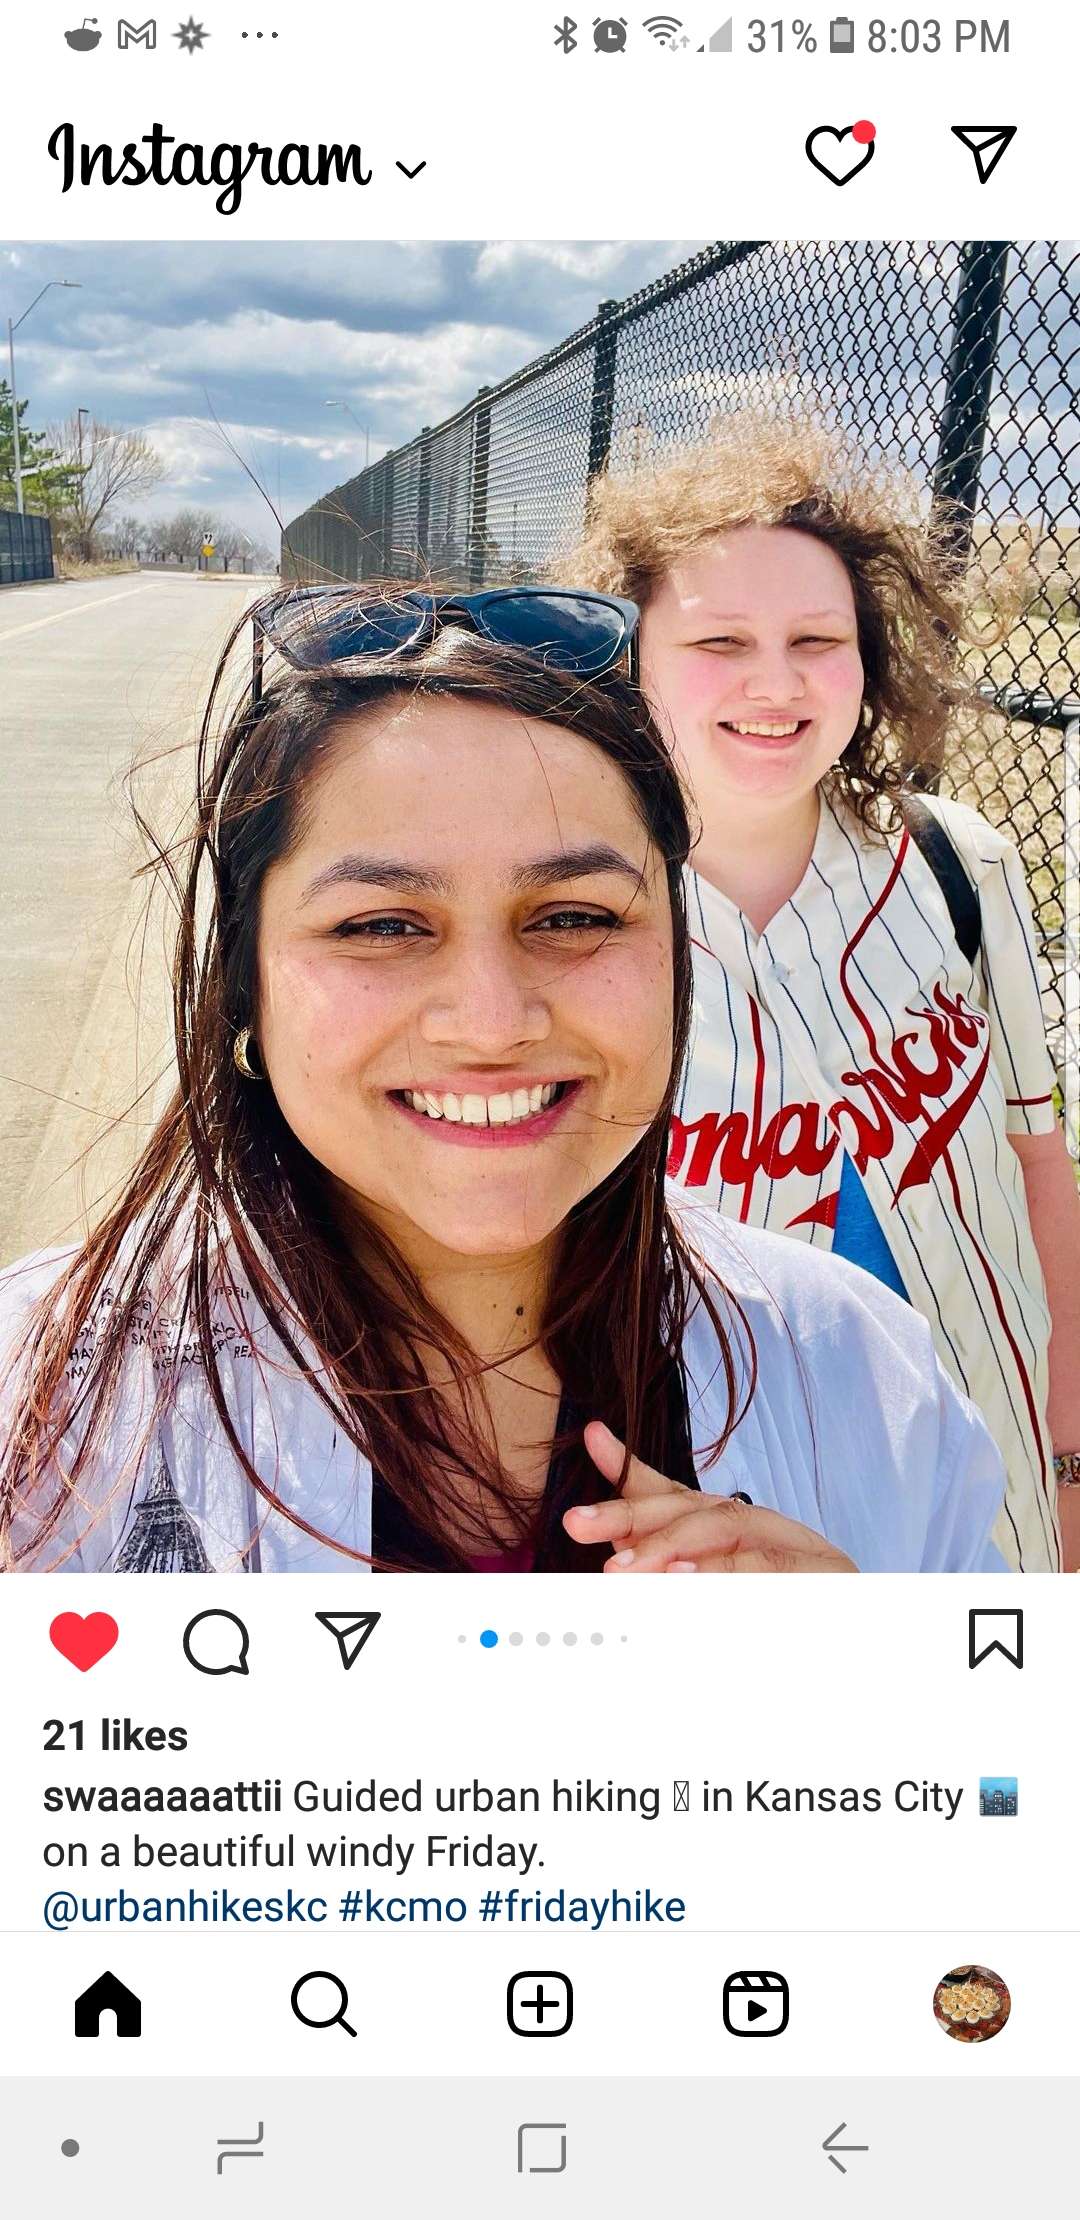 31% 8:03 PM
Instagram
onarchs
21 likes
swaaaaaattii Guided urban hiking in Kansas City
on a beautiful windy Friday.
@urbanhikeskc #kcmo #fridayhike